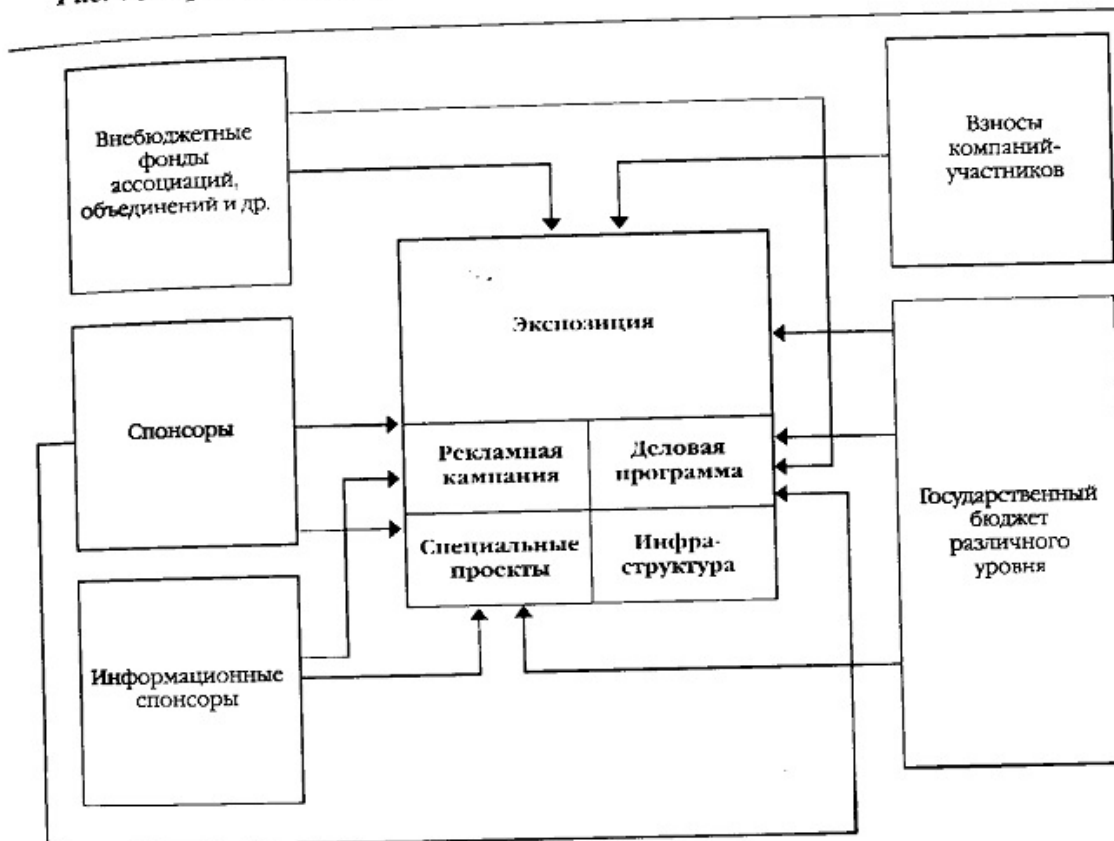 Внебюджетные
фонды
ассоциаций,
объединений и др.
Взносы
компаний-
участников
Экспозиция
Спонсоры
Рекламная
кампания
Деловая
программа
Государственный
бюджет
различного
уровня
Специальные
проекты
Инфра-
структура
Информационные
спонсоры